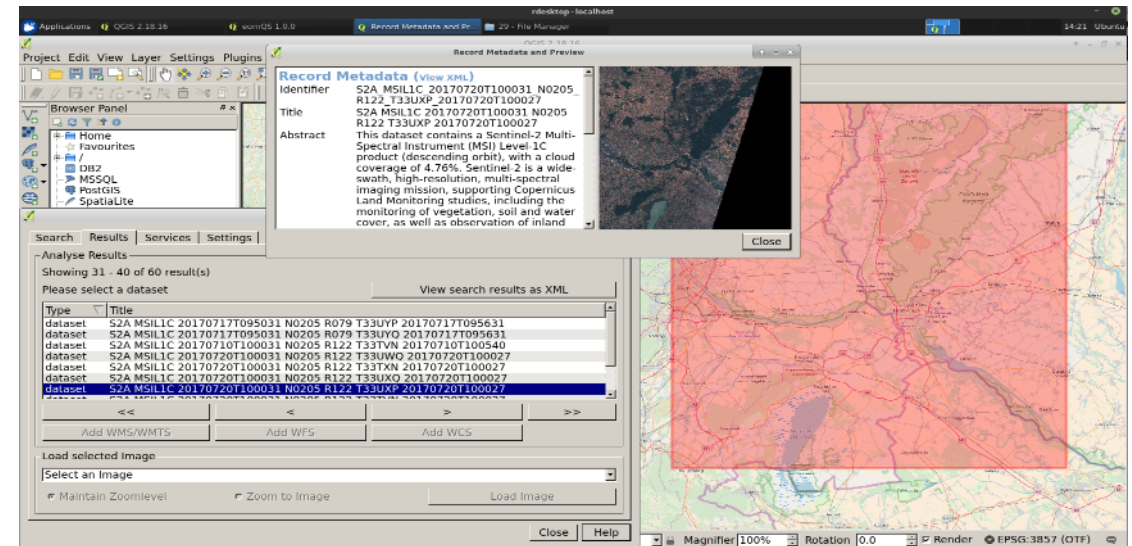 rdesktop - localhost
Applications
QGIS 2.18.16
eomQS 1.0.0
Record Metadata and Pr...
29 - File Manager
14:21 Ubuntu
QGIS 2.18.16
Project Edit View Layer Settings Plugins
Record Metadata and Preview
Record Metadata (View XML)
Identifier S2A_MSIL1C_20170720T100031_N0205_
R122_T33UXP_20170720T100027
Title S2A MSIL1C 20170720T100031 N0205
R122 T33UXP 20170720T100027
Abstract This dataset contains a Sentinel-2 Multi-
Spectral Instrument (MSI) Level-1C
product (descending orbit), with a cloud
coverage of 4.76%. Sentinel-2 is a wide-
swath, high-resolution, multi-spectral
imaging mission, supporting Copernicus
Land Monitoring studies, including the
monitoring of vegetation, soil and water
cover, as well as observation of inland
Close
Browser Panel
Home
Favourites
/
DB2
MSSQL
PostGIS
SpatiaLite
Search Results Services Settings
Analyse Results
Showing 31 - 40 of 60 result(s)
Please select a dataset
View search results as XML
Type Title
dataset S2A MSIL1C 20170717T095031 N0205 R079 T33UYP 20170717T095631
dataset S2A MSIL1C 20170717T095031 N0205 R079 T33UYQ 20170717T095631
dataset S2A MSIL1C 20170710T100031 N0205 R122 T33TVN 20170710T100540
dataset S2A MSIL1C 20170720T100031 N0205 R122 T33UWQ 20170720T100027
dataset S2A MSIL1C 20170720T100031 N0205 R122 T33TXN 20170720T100027
dataset S2A MSIL1C 20170720T100031 N0205 R122 T33UXQ 20170720T100027
dataset S2A MSIL1C 20170720T100031 N0205 R122 T33UXP 20170720T100027
<< < > >>
Add WMS/WMTS Add WFS Add WCS
Load selected Image
Select an Image
Maintain Zoomlevel Zoom to Image Load Image
Close Help
Magnifier 100% Rotation 0.0 Render EPSG:3857 (OTF)